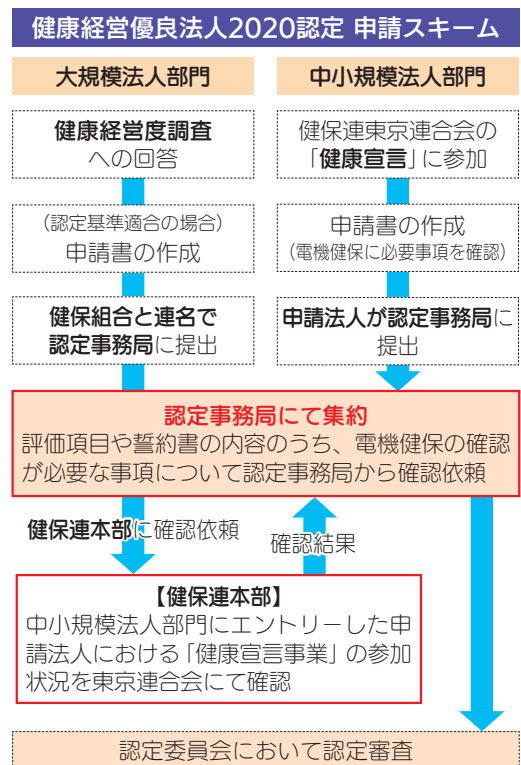 健康経営優良法人2020認定 申請スキーム
大規模法人部門
健康経営度調査
への回答
（認定基準適合の場合）
申請書の作成
健保組合と連名で
認定事務局に提出
中小規模法人部門
健保連東京連合会の
「健康宣言」に参加
申請書の作成
（電機健保に必要事項を確認）
申請法人が認定事務局に
提出
認定事務局にて集約
評価項目や誓約書の内容のうち、電機健保の確認
が必要な事項について認定事務局から確認依頼
健保連本部に確認依頼
確認結果
【健保連本部】
中小規模法人部門にエントリーした申
請法人における「健康宣言事業」の参加
状況を東京連合会にて確認
認定委員会において認定審査